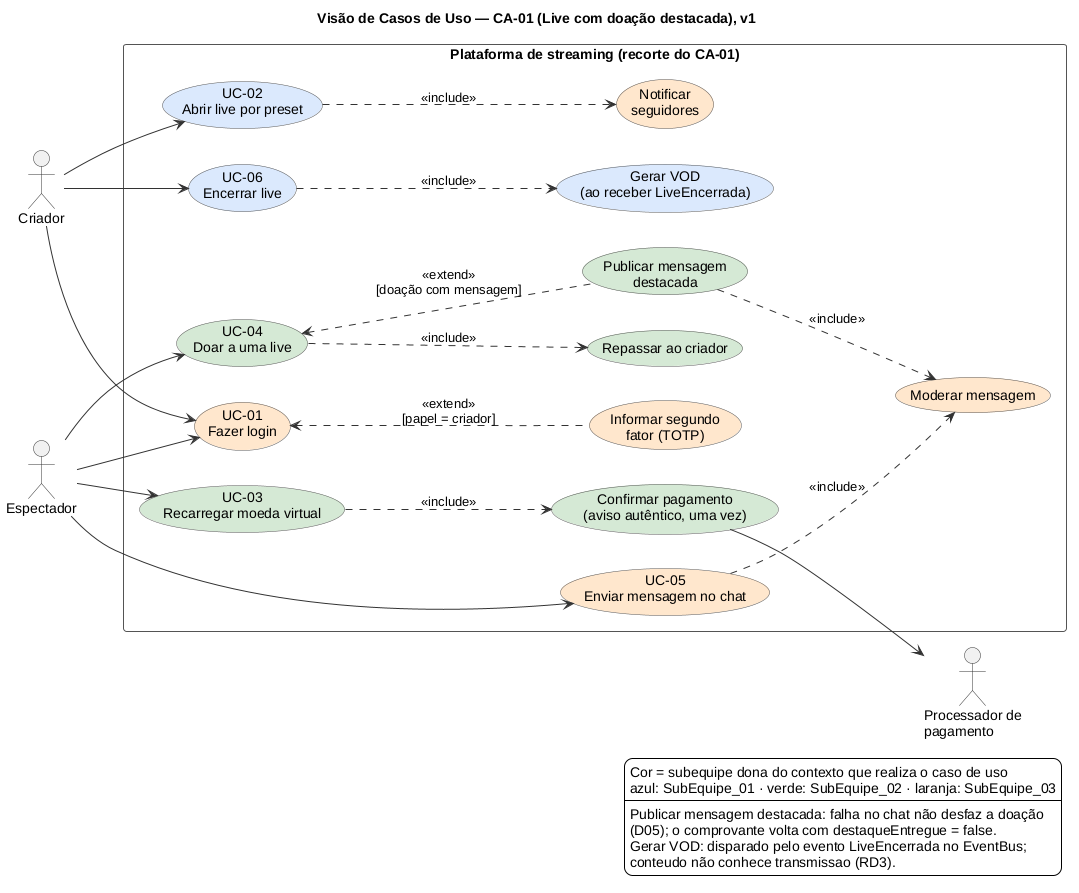 Visão de Casos de Uso — CA-01 (Live com doação destacada), v1
Plataforma de streaming (recorte do CA-01)
UC-02
Abrir live por preset
«include»
Notificar
seguidores
UC-06
Encerrar live
«include»
Gerar VOD
(ao receber LiveEncerrada)
Criador
Publicar mensagem
destacada
«extend»
[doação com mensagem]
«include»
UC-04
Doar a uma live
«include»
Repassar ao criador
Moderar mensagem
UC-01
Fazer login
«extend»
[papel = criador]
Informar segundo
fator (TOTP)
Espectador
UC-03
Recarregar moeda virtual
«include»
Confirmar pagamento
(aviso autêntico, uma vez)
«include»
UC-05
Enviar mensagem no chat
Processador de
pagamento
Cor = subequipe dona do contexto que realiza o caso de uso
azul: SubEquipe_01 · verde: SubEquipe_02 · laranja: SubEquipe_03
Publicar mensagem destacada: falha no chat não desfaz a doação
(D05); o comprovante volta com destaqueEntregue = false.
Gerar VOD: disparado pelo evento LiveEncerrada no EventBus;
conteudo não conhece transmissao (RD3).